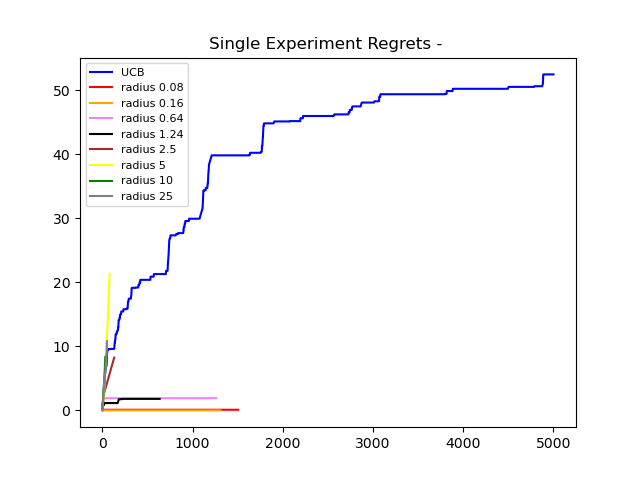 Single Experiment Regrets -
UCB
radius 0.08
radius 0.16
radius 0.64
radius 1.24
radius 2.5
radius 5
radius 10
radius 25
50
40
30
20
10
0
0 1000 2000 3000 4000 5000